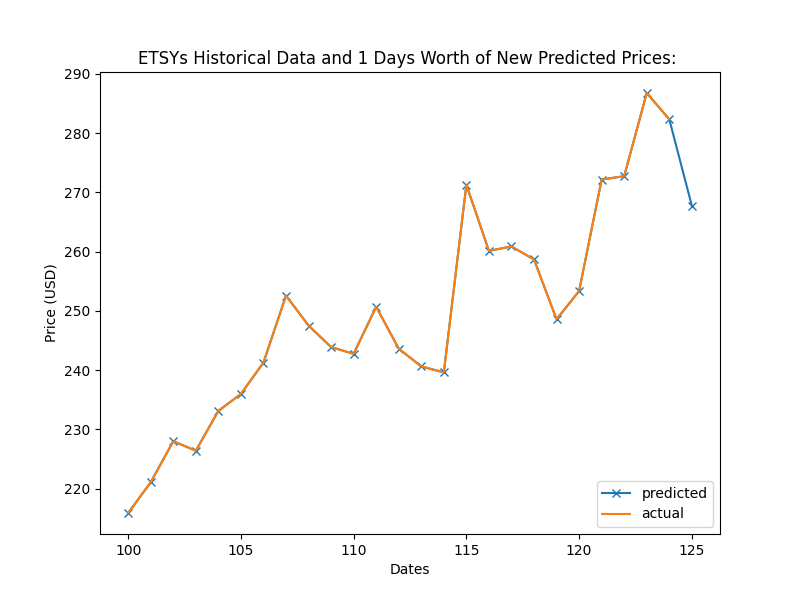 ETSYs Historical Data and 1 Days Worth of New Predicted Prices:
290
280
270
260
250
240
230
220
Price (USD)
100 105 110 115 120 125
Dates
predicted
actual